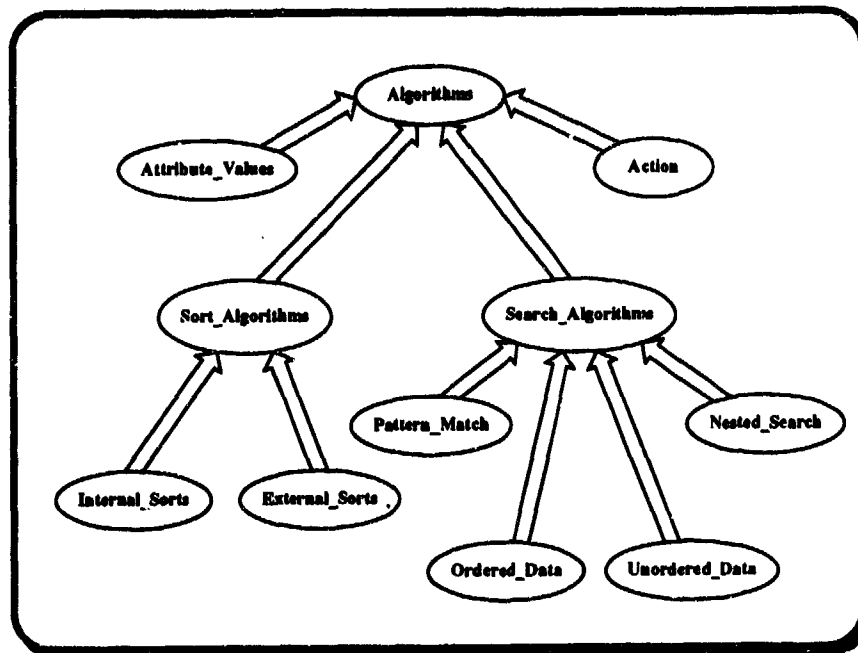 Algorithms
Attribute_Values
Action
Sort_Algorithms
Search_Algorithms
Pattern_Match
Nested_Search
Internal_Sorts
External_Sorts
Ordered_Data
Unordered_Data